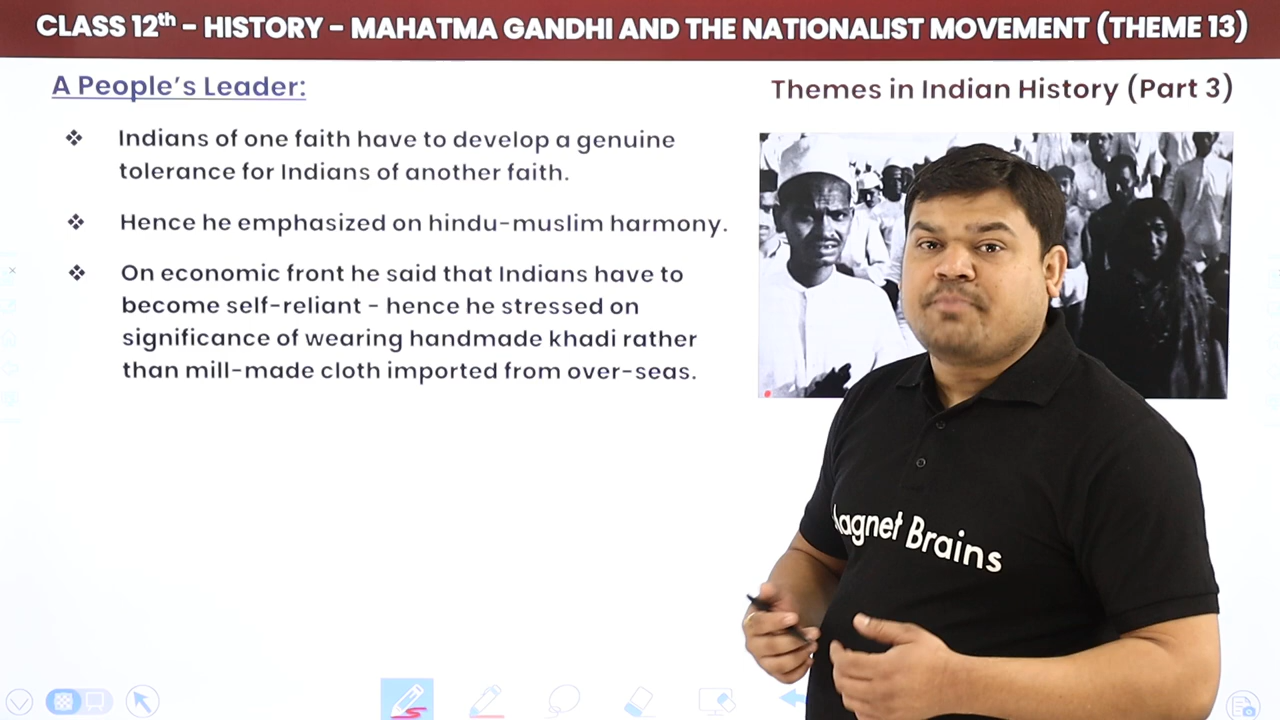 CLASS 12th – HISTORY – MAHATMA GANDHI AND THE NATIONALIST MOVEMENT (THEME 13)
A People's Leader:
Themes in Indian History (Part 3)
❖ Indians of one faith have to develop a genuine
tolerance for Indians of another faith.
❖ Hence he emphasized on hindu-muslim harmony.
❖ On economic front he said that Indians have to
become self-reliant – hence he stressed on
significance of wearing handmade khadi rather
than mill-made cloth imported from over-seas.
Brains